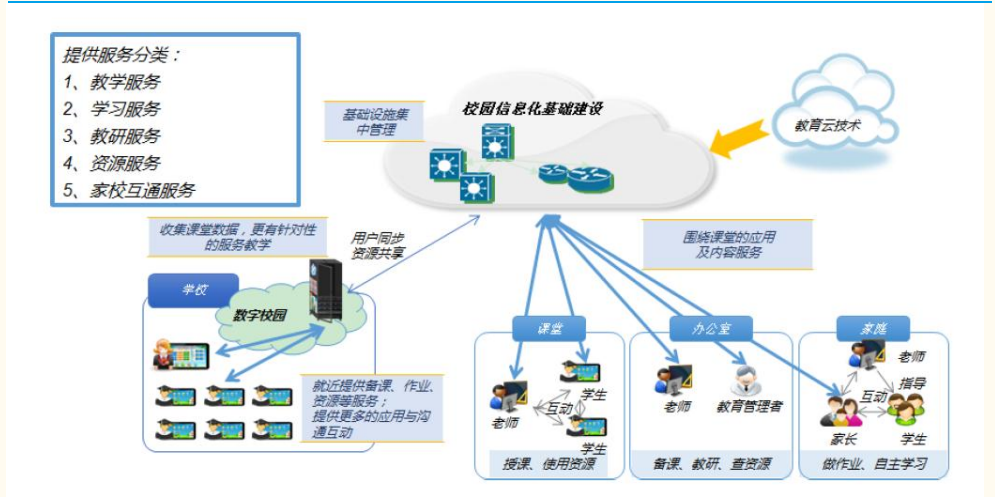 提供服务分类：
1、教学服务
2、学习服务
3、教研服务
4、资源服务
5、家校互通服务
基础设施集
中管理
校园信息化基础建设
教育云技术
收集课堂数据，更有针对性
的服务教学
用户同步
资源共享
围绕课堂的应用
及内容服务
学校
数字校园
就近提供备课、作业、
资源等服务；
提供更多的应用与沟
通互动
课堂
老师
互动
学生
学生
授课、使用资源
办公室
老师
教育管理者
备课、教研、查资源
家庭
老师
指导
互动
家长
学生
做作业、自主学习